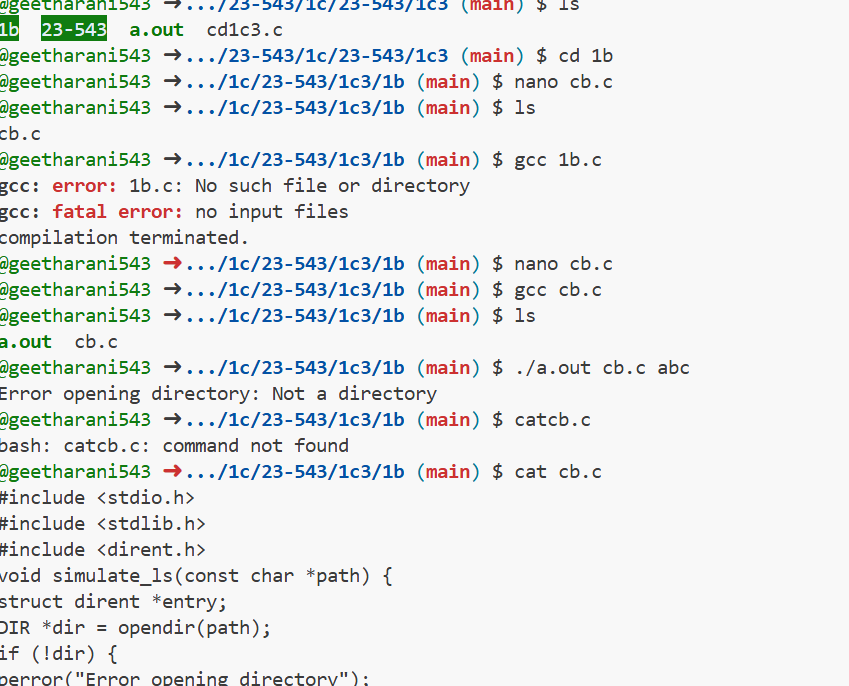 @geetharani543 →.../23-543/1c/23-543/1c3 (main) $ ls
1b 23-543 a.out cd1c3.c
@geetharani543 →.../23-543/1c/23-543/1c3 (main) $ cd 1b
@geetharani543 →.../1c/23-543/1c3/1b (main) $ nano cb.c
@geetharani543 →.../1c/23-543/1c3/1b (main) $ ls
cb.c
@geetharani543 →.../1c/23-543/1c3/1b (main) $ gcc 1b.c
gcc: error: 1b.c: No such file or directory
gcc: fatal error: no input files
compilation terminated.
@geetharani543 →.../1c/23-543/1c3/1b (main) $ nano cb.c
@geetharani543 →.../1c/23-543/1c3/1b (main) $ gcc cb.c
@geetharani543 →.../1c/23-543/1c3/1b (main) $ ls
a.out cb.c
@geetharani543 →.../1c/23-543/1c3/1b (main) $ ./a.out cb.c abc
Error opening directory: Not a directory
@geetharani543 →.../1c/23-543/1c3/1b (main) $ catcb.c
bash: catcb.c: command not found
@geetharani543 →.../1c/23-543/1c3/1b (main) $ cat cb.c
#include <stdio.h>
#include <stdlib.h>
#include <dirent.h>
void simulate_ls(const char *path) {
struct dirent *entry;
DIR *dir = opendir(path);
if (!dir) {
perror("Error opening directory");